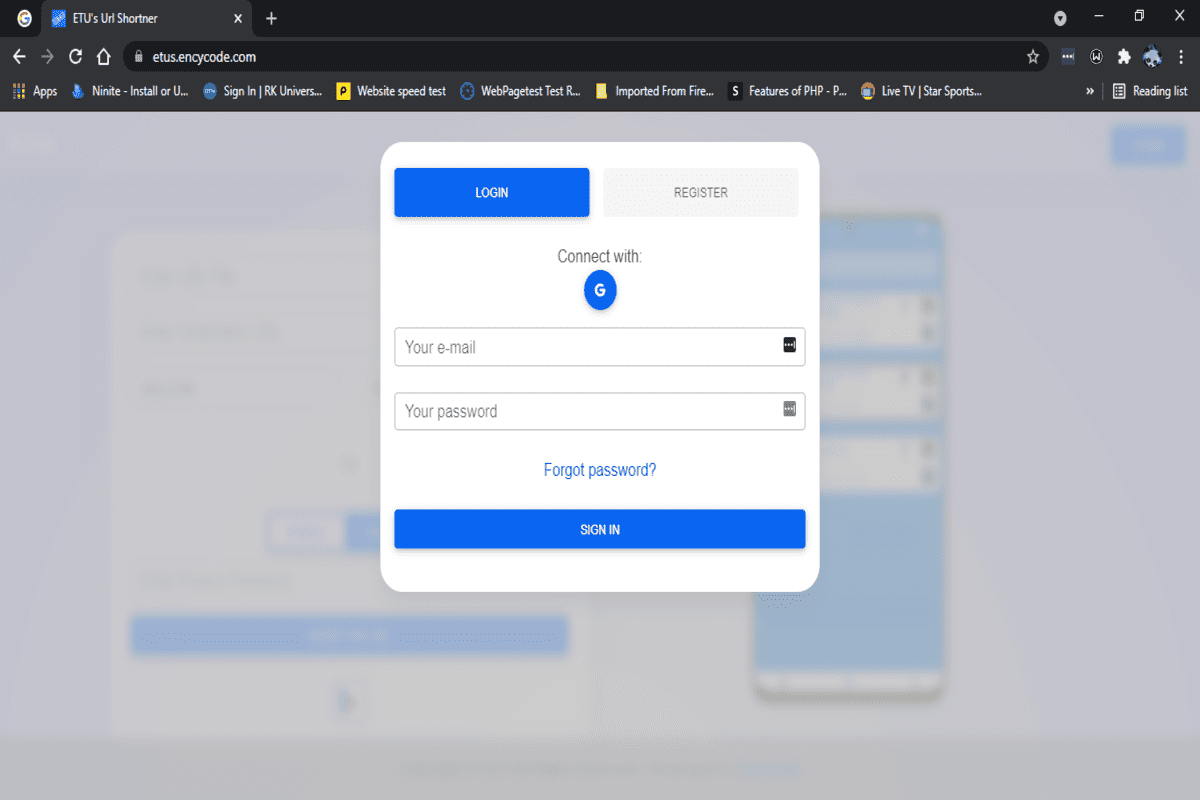 ETU's Url Shortner
etus.encycode.com
Apps Ninite - Install or U... Sign In | RK Univers... Website speed test WebPagetest Test R... Imported From Fire... Features of PHP - P... Live TV | Star Sports... » Reading list
LOGIN REGISTER
Connect with:
G
Your e-mail
Your password
Forgot password?
SIGN IN